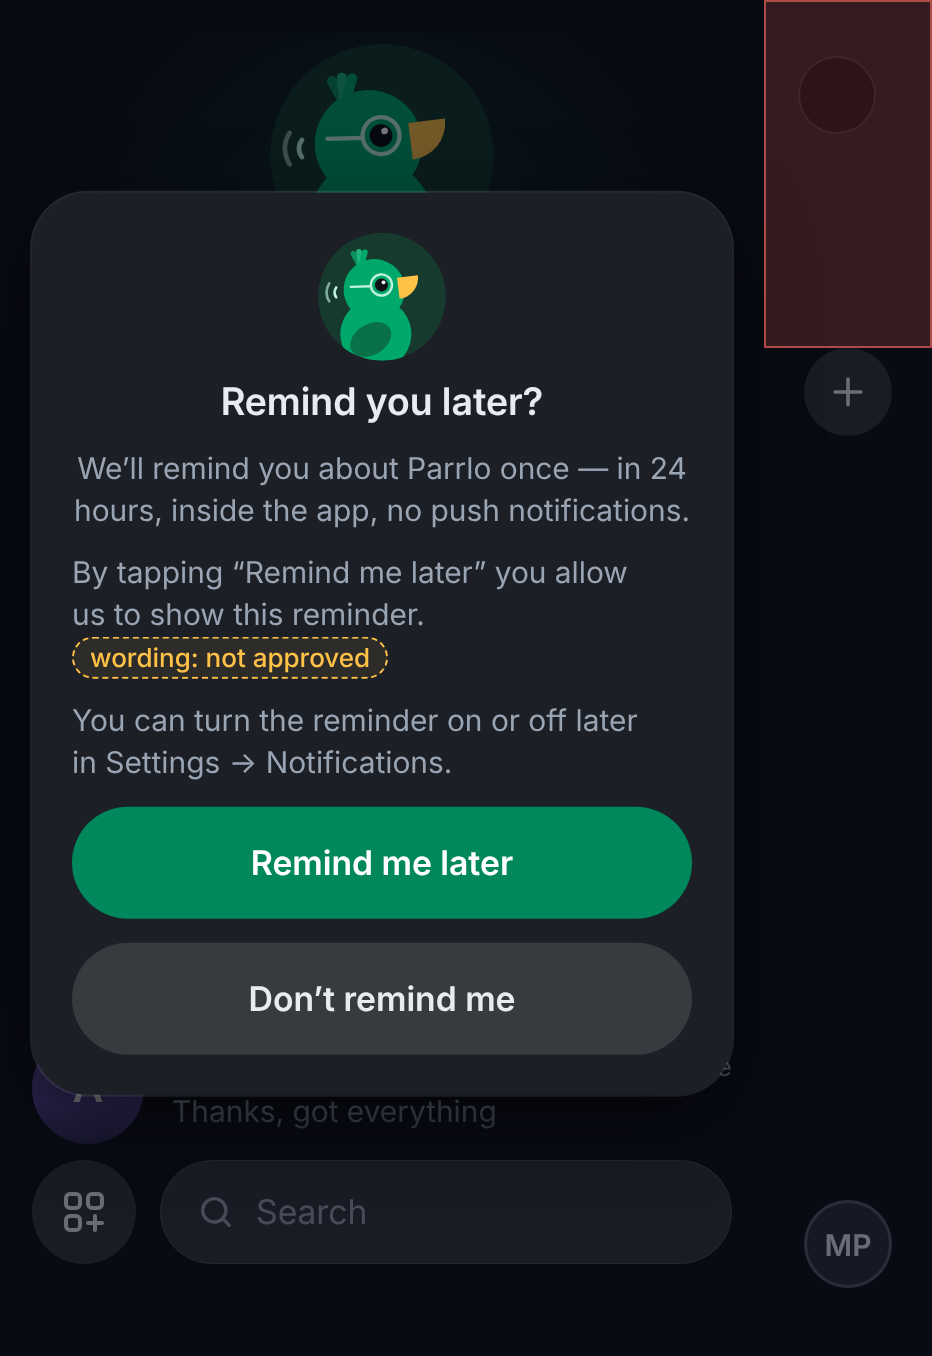 Remind you later?
We’ll remind you about Parrlo once — in 24
hours, inside the app, no push notifications.
By tapping “Remind me later” you allow
us to show this reminder.
wording: not approved
You can turn the reminder on or off later
in Settings → Notifications.
Remind me later
Don’t remind me
Thanks, got everything
Search
MP